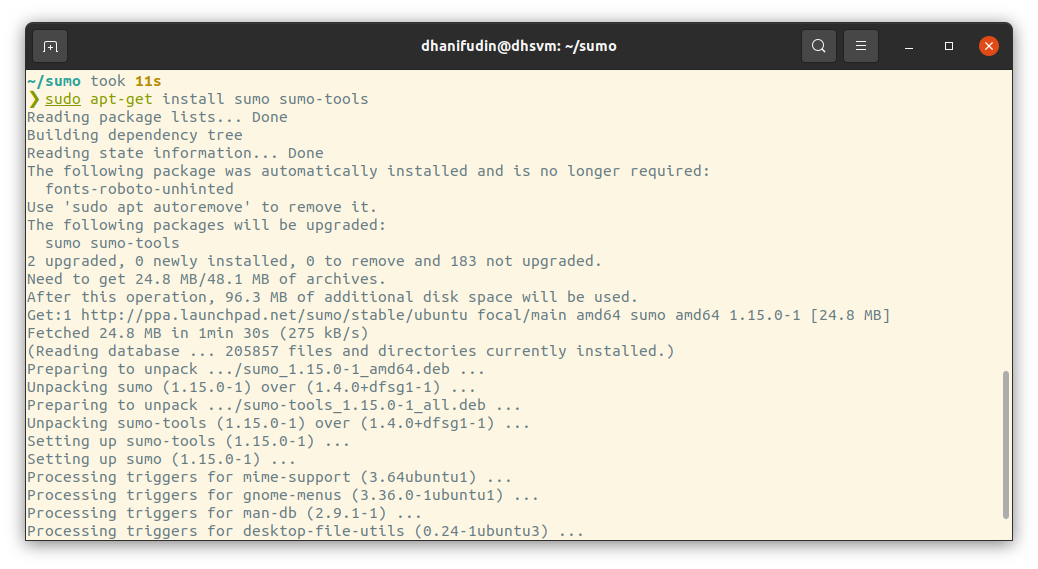 dhanifudin@dhsvm: ~/sumo
~/sumo took 11s
❯ sudo apt-get install sumo sumo-tools
Reading package lists... Done
Building dependency tree
Reading state information... Done
The following package was automatically installed and is no longer required:
  fonts-roboto-unhinted
Use 'sudo apt autoremove' to remove it.
The following packages will be upgraded:
  sumo sumo-tools
2 upgraded, 0 newly installed, 0 to remove and 183 not upgraded.
Need to get 24.8 MB/48.1 MB of archives.
After this operation, 96.3 MB of additional disk space will be used.
Get:1 http://ppa.launchpad.net/sumo/stable/ubuntu focal/main amd64 sumo amd64 1.15.0-1 [24.8 MB]
Fetched 24.8 MB in 1min 30s (275 kB/s)
(Reading database ... 205857 files and directories currently installed.)
Preparing to unpack .../sumo_1.15.0-1_amd64.deb ...
Unpacking sumo (1.15.0-1) over (1.4.0+dfsg1-1) ...
Preparing to unpack .../sumo-tools_1.15.0-1_all.deb ...
Unpacking sumo-tools (1.15.0-1) over (1.4.0+dfsg1-1) ...
Setting up sumo-tools (1.15.0-1) ...
Setting up sumo (1.15.0-1) ...
Processing triggers for mime-support (3.64ubuntu1) ...
Processing triggers for gnome-menus (3.36.0-1ubuntu1) ...
Processing triggers for man-db (2.9.1-1) ...
Processing triggers for desktop-file-utils (0.24-1ubuntu3) ...